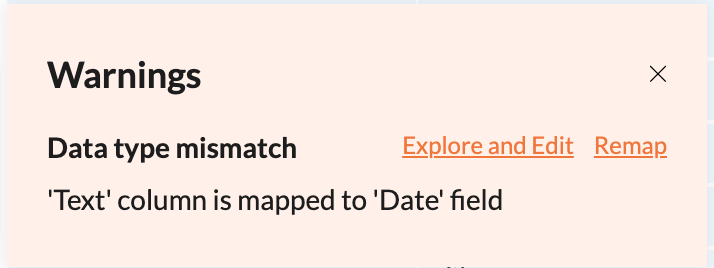 Warnings
Data type mismatch Explore and Edit Remap
'Text' column is mapped to 'Date' field